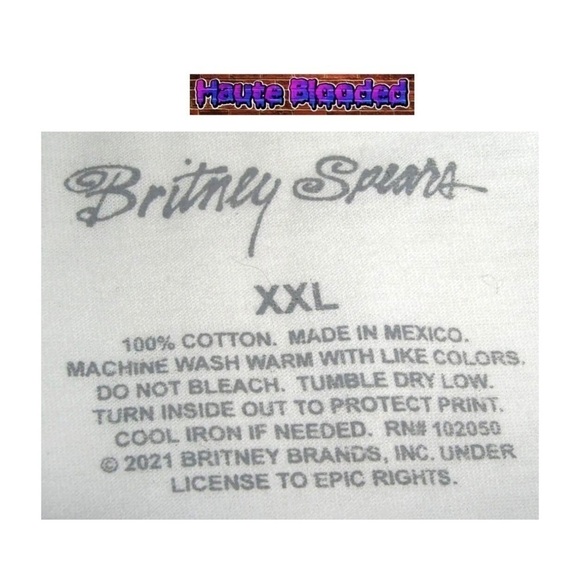 Haute Blooded
Britney Spears
XXL
100% COTTON. MADE IN MEXICO.
MACHINE WASH WARM WITH LIKE COLORS.
DO NOT BLEACH. TUMBLE DRY LOW.
TURN INSIDE OUT TO PROTECT PRINT.
COOL IRON IF NEEDED. RN# 102050
© 2021 BRITNEY BRANDS, INC. UNDER
LICENSE TO EPIC RIGHTS.